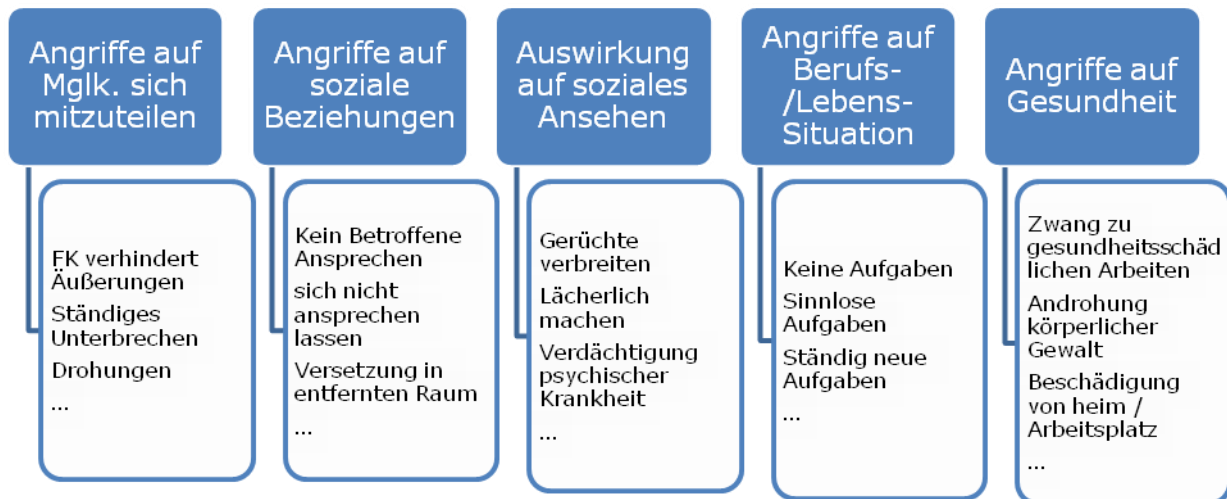 Angriffe auf
Mglk. sich
mitzuteilen
FK verhindert
Äußerungen
Ständiges
Unterbrechen
Drohungen
...
Angriffe auf
soziale
Beziehungen
Kein Betroffene
Ansprechen
sich nicht
ansprechen
lassen
Versetzung in
entfernten Raum
...
Auswirkung
auf soziales
Ansehen
Gerüchte
verbreiten
Lächerlich
machen
Verdächtigung
psychischer
Krankheit
...
Angriffe auf
Berufs-
/Lebens-
Situation
Keine Aufgaben
Sinnlose
Aufgaben
Ständig neue
Aufgaben
...
Angriffe auf
Gesundheit
Zwang zu
gesundheitsschäd
lichen Arbeiten
Androhung
körperlicher
Gewalt
Beschädigung
von heim /
Arbeitsplatz
...